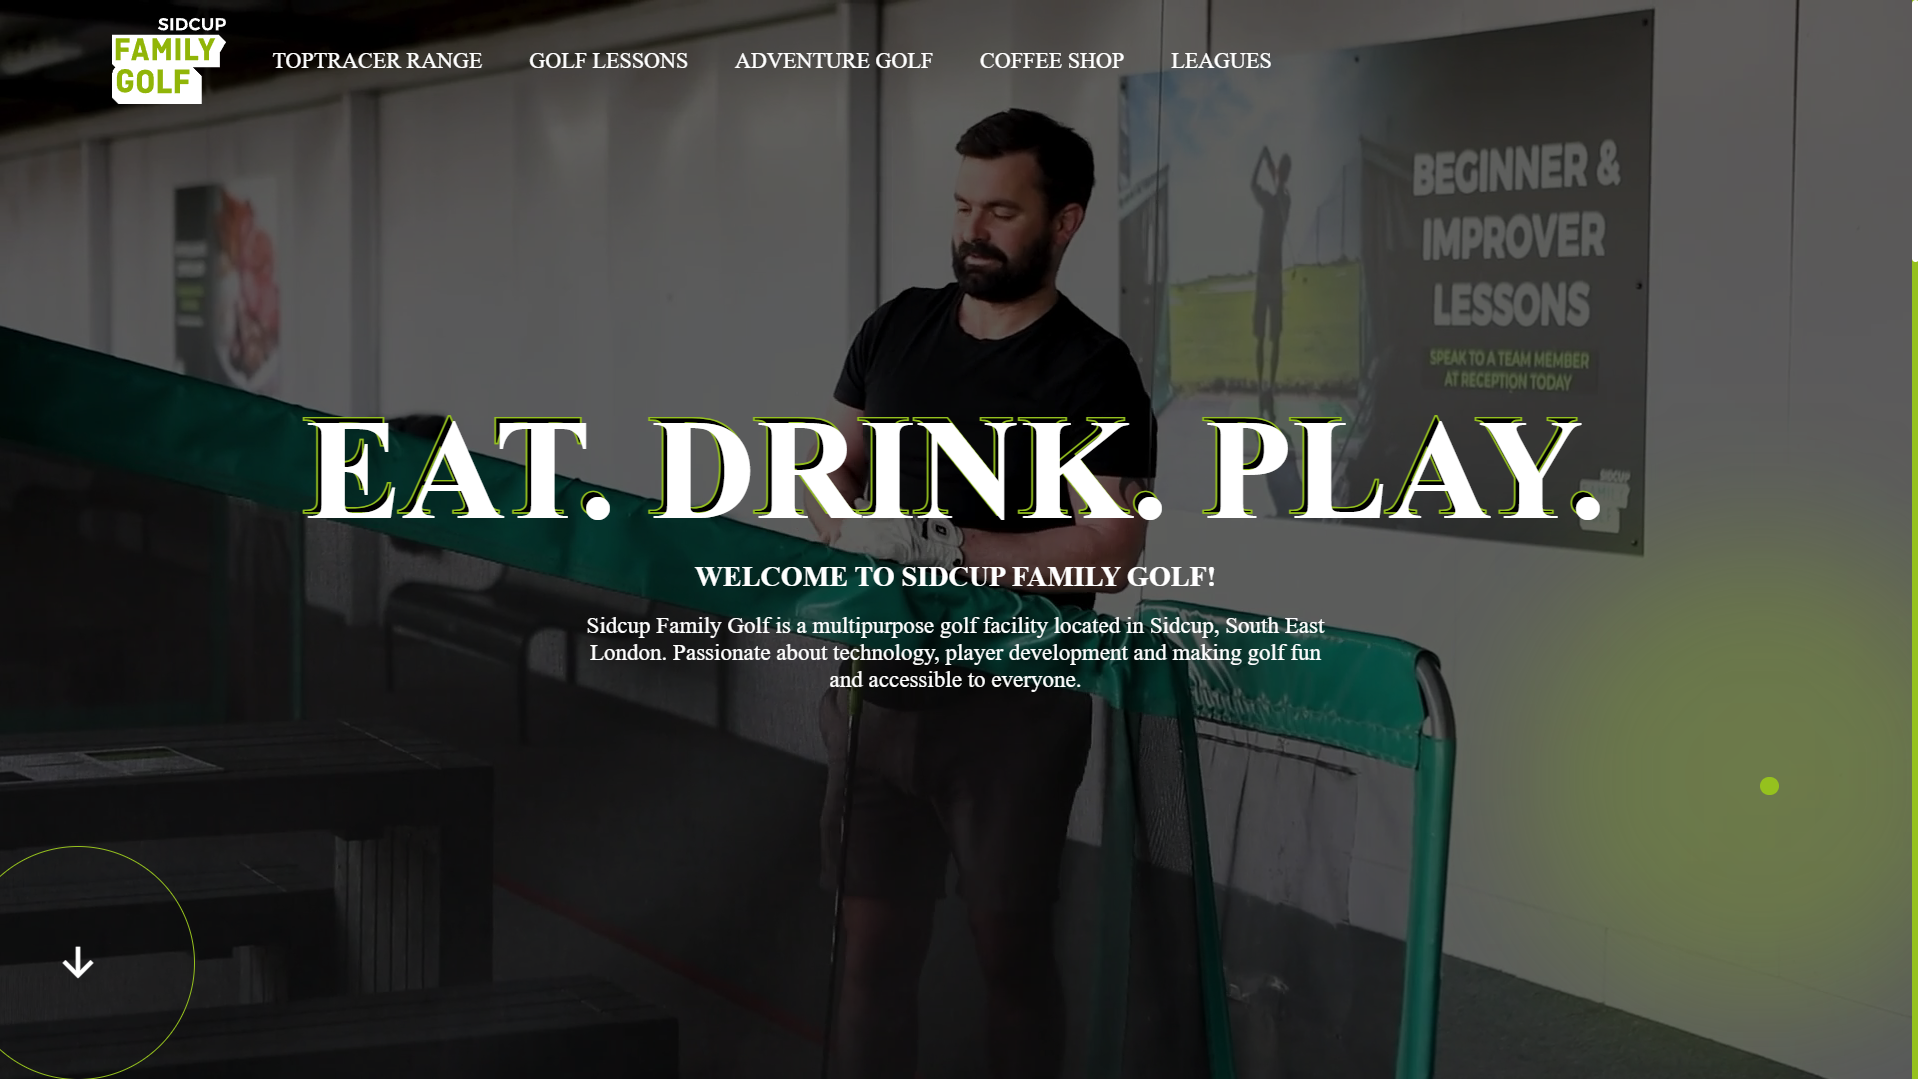 SIDCUP
FAMILY
GOLF
TOPTRACER RANGE
GOLF LESSONS
ADVENTURE GOLF
COFFEE SHOP
LEAGUES
BEGINNER &
IMPROVER
LESSONS
SPEAK TO A TEAM MEMBER
AT RECEPTION TODAY
EAT. DRINK. PLAY.
SIDCUP
FAMILY
WELCOME TO SIDCUP FAMILY GOLF!
Sidcup Family Golf is a multipurpose golf facility located in Sidcup, South East
London. Passionate about technology, player development and making golf fun
and accessible to everyone.